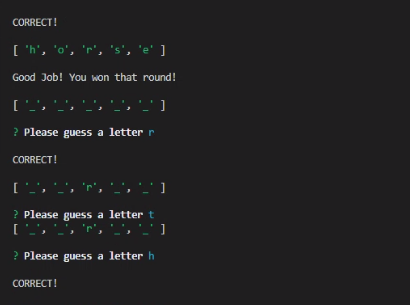 CORRECT!
[ 'h', 'o', 'r', 's', 'e' ]
Good Job! You won that round!
[ '_', '_', '_', '_', '_' ]
? Please guess a letter r
CORRECT!
[ '_', '_', 'r', '_', '_' ]
? Please guess a letter t
[ '_', '_', 'r', '_', '_' ]
? Please guess a letter h
CORRECT!